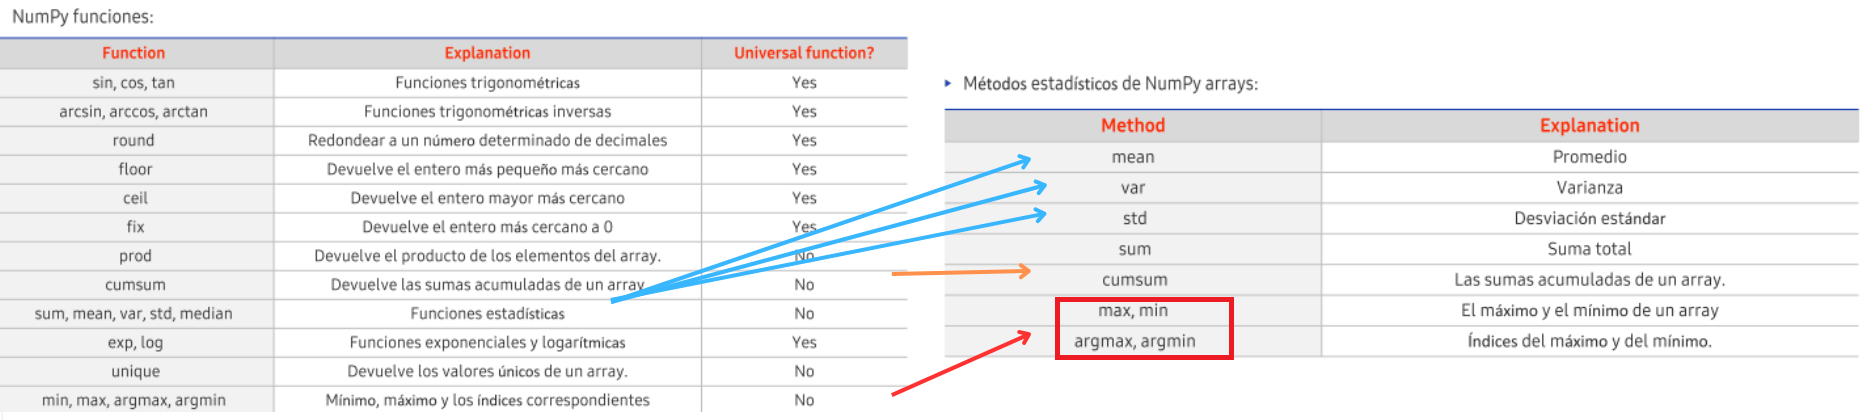 NumPy funciones:
Function Explanation Universal function?
sin, cos, tan Funciones trigonométricas Yes
arcsin, arccos, arctan Funciones trigonométricas inversas Yes
round Redondear a un número determinado de decimales Yes
floor Devuelve el entero más pequeño más cercano Yes
ceil Devuelve el entero mayor más cercano Yes
fix Devuelve el entero más cercano a 0 Yes
prod Devuelve el producto de los elementos del array. No
cumsum Devuelve las sumas acumuladas de un array No
sum, mean, var, std, median Funciones estadísticas No
exp, log Funciones exponenciales y logarítmicas Yes
unique Devuelve los valores únicos de un array. No
min, max, argmax, argmin Mínimo, máximo y los índices correspondientes No
Métodos estadísticos de NumPy arrays:
Method Explanation
mean Promedio
var Varianza
std Desviación estándar
sum Suma total
cumsum Las sumas acumuladas de un array.
max, min El máximo y el mínimo de un array
argmax, argmin Índices del máximo y del mínimo.